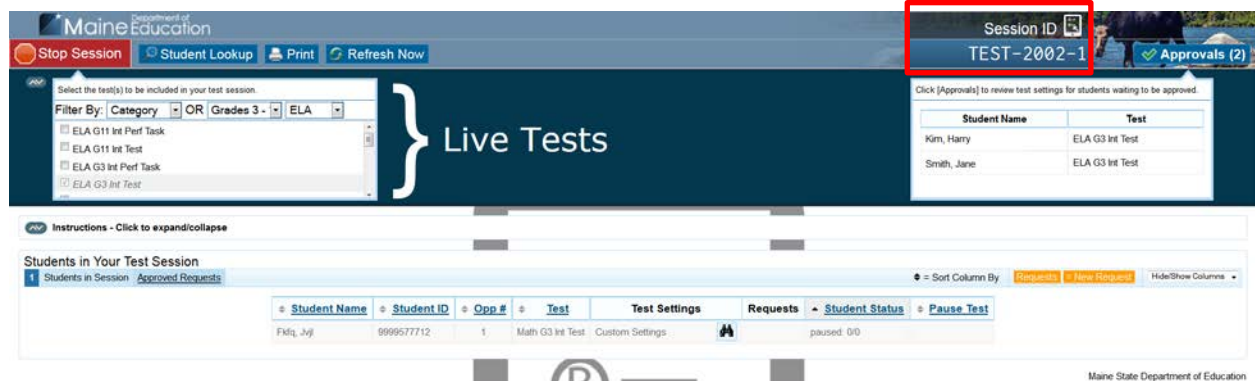 Maine Department of Education
Session ID
Stop Session Student Lookup Print Refresh Now
TEST-2002-1
Approvals (2)
Select the test(s) to be included in your test session.
Filter By: Category OR Grades 3 - ELA
ELA G11 Int Perf Task
ELA G11 Int Test
ELA G3 Int Perf Task
ELA G3 Int Test
} Live Tests
Click [Approvals] to review test settings for students waiting to be approved.
Student Name Test
Kim, Harry ELA G3 Int Test
Smith, Jane ELA G3 Int Test
Instructions - Click to expand/collapse
Students in Your Test Session
1 Students in Session Approved Requests
= Sort Column By Requests = New Request Hide/Show Columns
Student Name Student ID Opp # Test Test Settings Requests Student Status Pause Test
9999577712 1 Math G3 Int Test Custom Settings paused: 0/0
R
Maine State Department of Education